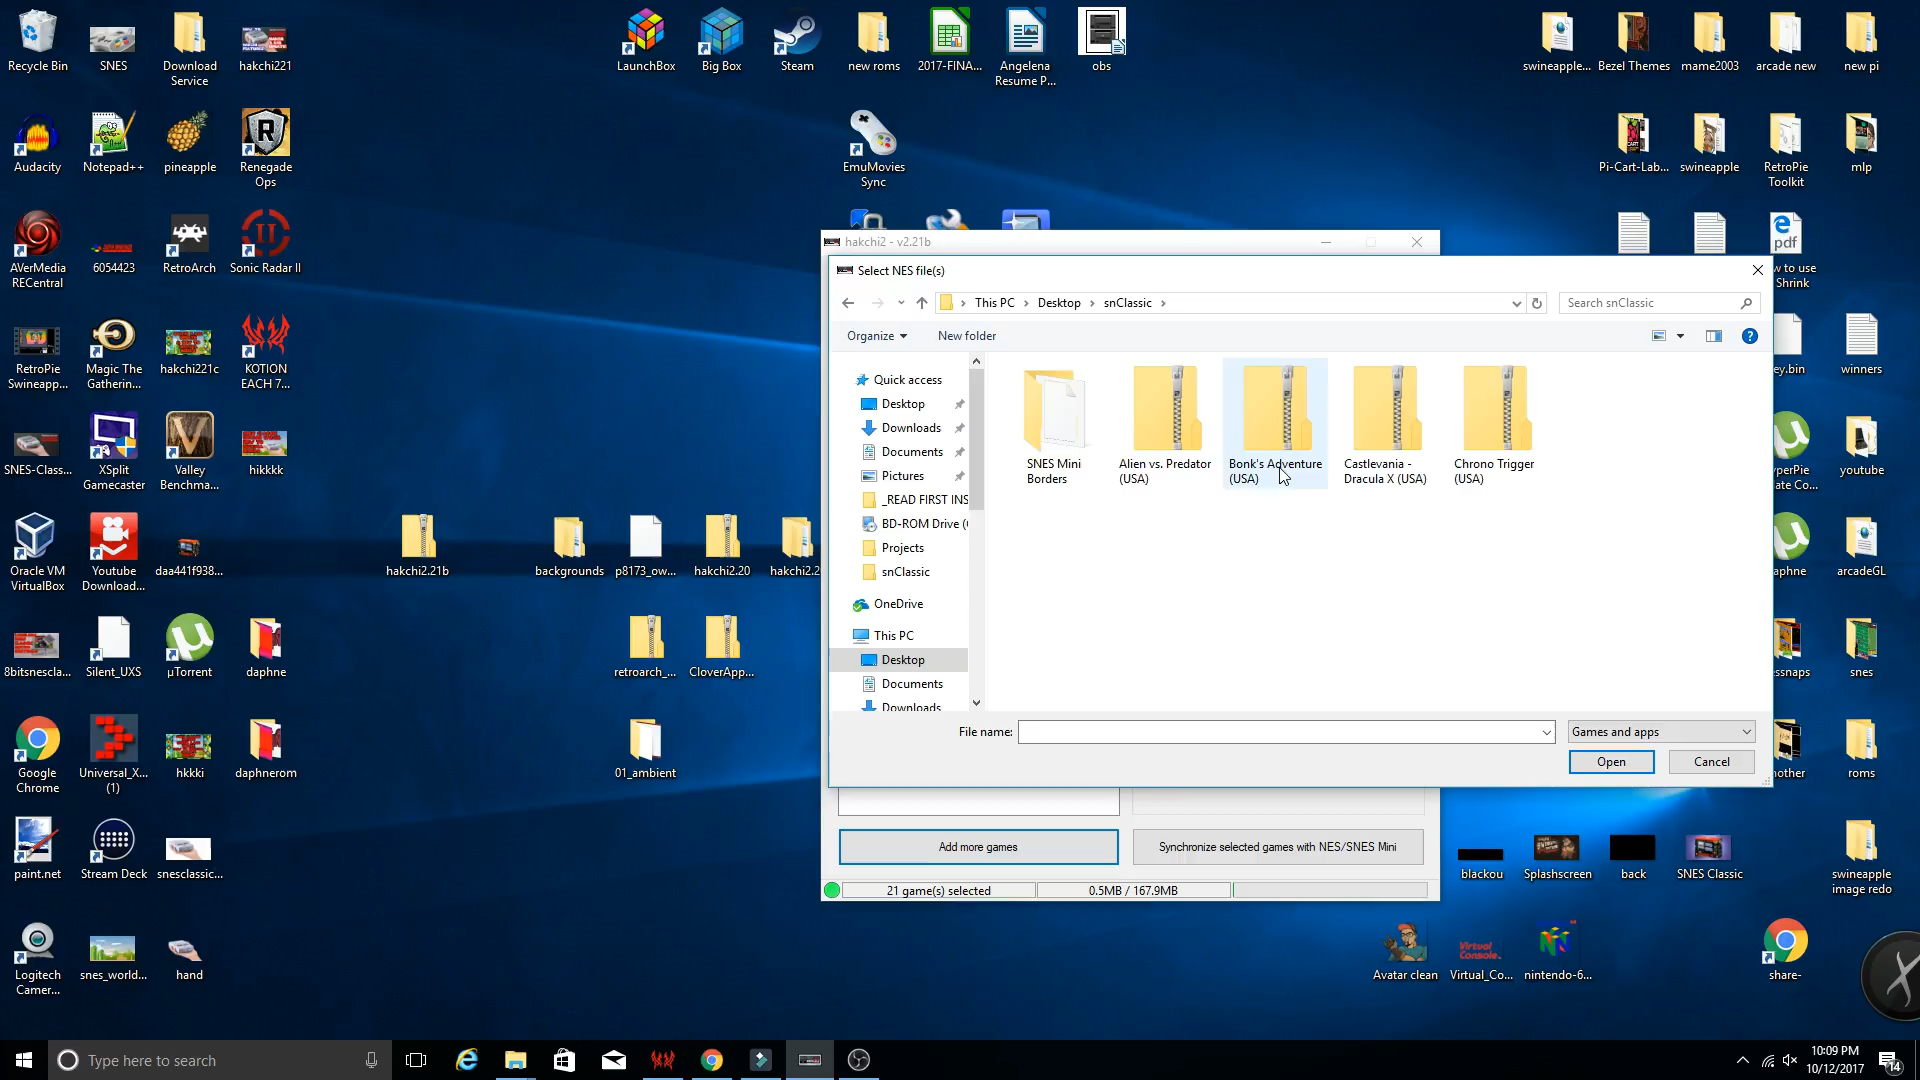 Recycle Bin
SNES
Download
Service
hakchi221
LaunchBox
Big Box
Steam
new roms
2017-FINA...
Angelena
Resume P...
obs
swineapple...
Bezel Themes
mame2003
arcade new
new pi
Audacity
Notepad++
pineapple
Renegade
Ops
EmuMovies
Sync
Pi-Cart-Lab...
swineapple
RetroPie
Toolkit
mlp
AVerMedia
RECentral
6054423
RetroArch
Sonic Radar II
pdf
w to use
Shrink
hakchi2 - v2.21b
Select NES file(s)
This PC
Desktop
snClassic
Search snClassic
Organize
New folder
RetroPie
Swineapp...
Magic The
Gatherin...
hakchi221c
KOTION
EACH 7...
ey.bin
winners
Quick access
Desktop
Downloads
Documents
Pictures
_READ FIRST INS
BD-ROM Drive (
Projects
snClassic
OneDrive
This PC
Desktop
Documents
Downloads
SNES Mini
Borders
Alien vs. Predator
(USA)
Bonk's Adventure
(USA)
Castlevania -
Dracula X (USA)
Chrono Trigger
(USA)
SNES-Class...
XSplit
Gamecaster
Valley
Benchma...
hikkkk
yperPie
ate Co...
youtube
Oracle VM
VirtualBox
Youtube
Download...
daa441f938...
hakchi2.21b
backgrounds
p8173_ow...
hakchi2.20
hakchi2.2
aphne
arcadeGL
8bitsnescla...
Silent_UXS
µTorrent
daphne
retroarch_...
CloverApp...
ssnaps
snes
File name:
Games and apps
Open
Cancel
Google
Chrome
Universal_X...
(1)
hkkki
daphnerom
01_ambient
nother
roms
Add more games
Synchronize selected games with NES/SNES Mini
21 game(s) selected
0.5MB / 167.9MB
paint.net
Stream Deck
snesclassic...
blackou
Splashscreen
back
SNES Classic
swineapple
image redo
Logitech
Camer...
snes_world...
hand
Avatar clean
Virtual
Console
Virtual_Co...
nintendo-6...
share-
Type here to search
10:09 PM
10/12/2017
14